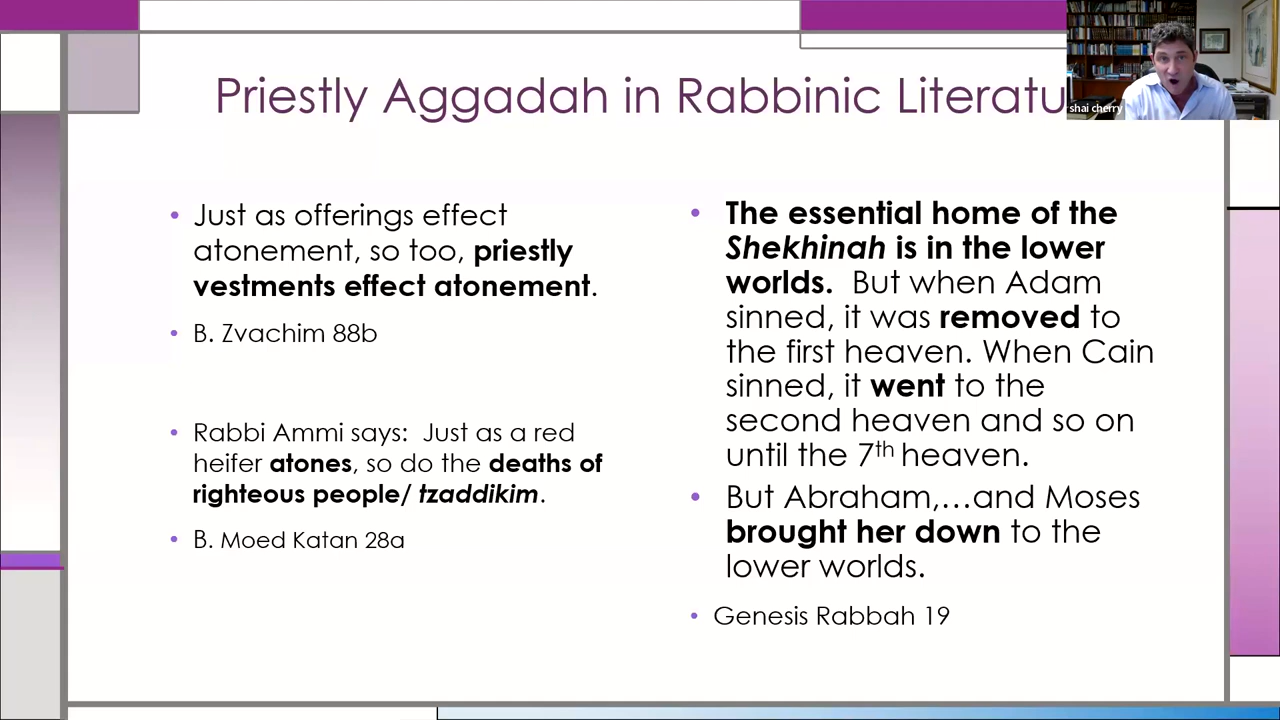 Priestly Aggadah in Rabbinic Literatu
shai cherry
• Just as offerings effect
atonement, so too, priestly
vestments effect atonement.
• B. Zvachim 88b
• Rabbi Ammi says: Just as a red
heifer atones, so do the deaths of
righteous people/ tzaddikim.
• B. Moed Katan 28a
• The essential home of the
Shekhinah is in the lower
worlds. But when Adam
sinned, it was removed to
the first heaven. When Cain
sinned, it went to the
second heaven and so on
until the 7th heaven.
• But Abraham,…and Moses
brought her down to the
lower worlds.
• Genesis Rabbah 19